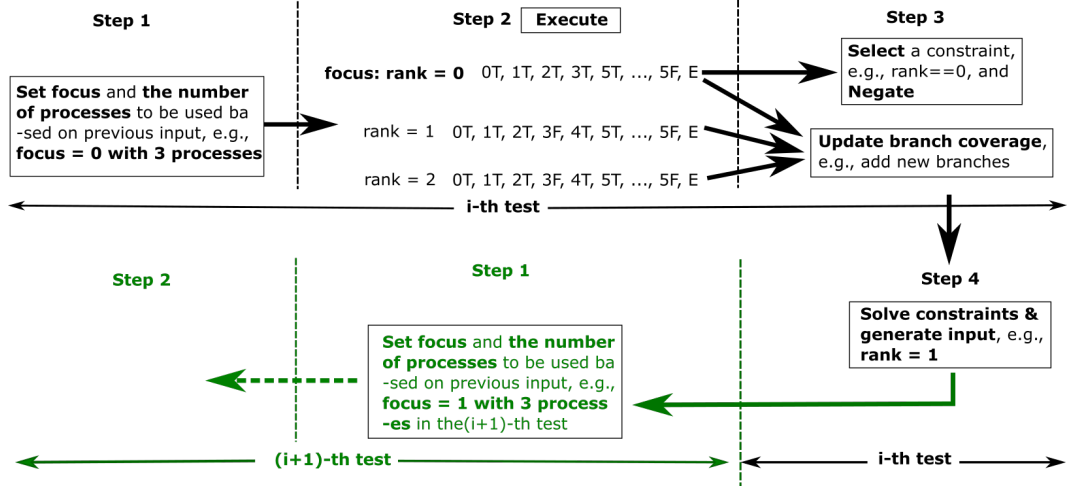 Step 1
Set focus and the number
of processes to be used ba
-sed on previous input, e.g.,
focus = 0 with 3 processes
Step 2 Execute
focus: rank = 0 0T, 1T, 2T, 3T, 5T, ..., 5F, E
rank = 1 0T, 1T, 2T, 3F, 4T, 5T, ..., 5F, E
rank = 2 0T, 1T, 2T, 3F, 4T, 5T, ..., 5F, E
Step 3
Select a constraint,
e.g., rank==0, and
Negate
Update branch coverage,
e.g., add new branches
i-th test
Step 4
Solve constraints &
generate input, e.g.,
rank = 1
Step 1
Set focus and the number
of processes to be used ba
-sed on previous input, e.g.,
focus = 1 with 3 process
-es in the(i+1)-th test
Step 2
(i+1)-th test
i-th test